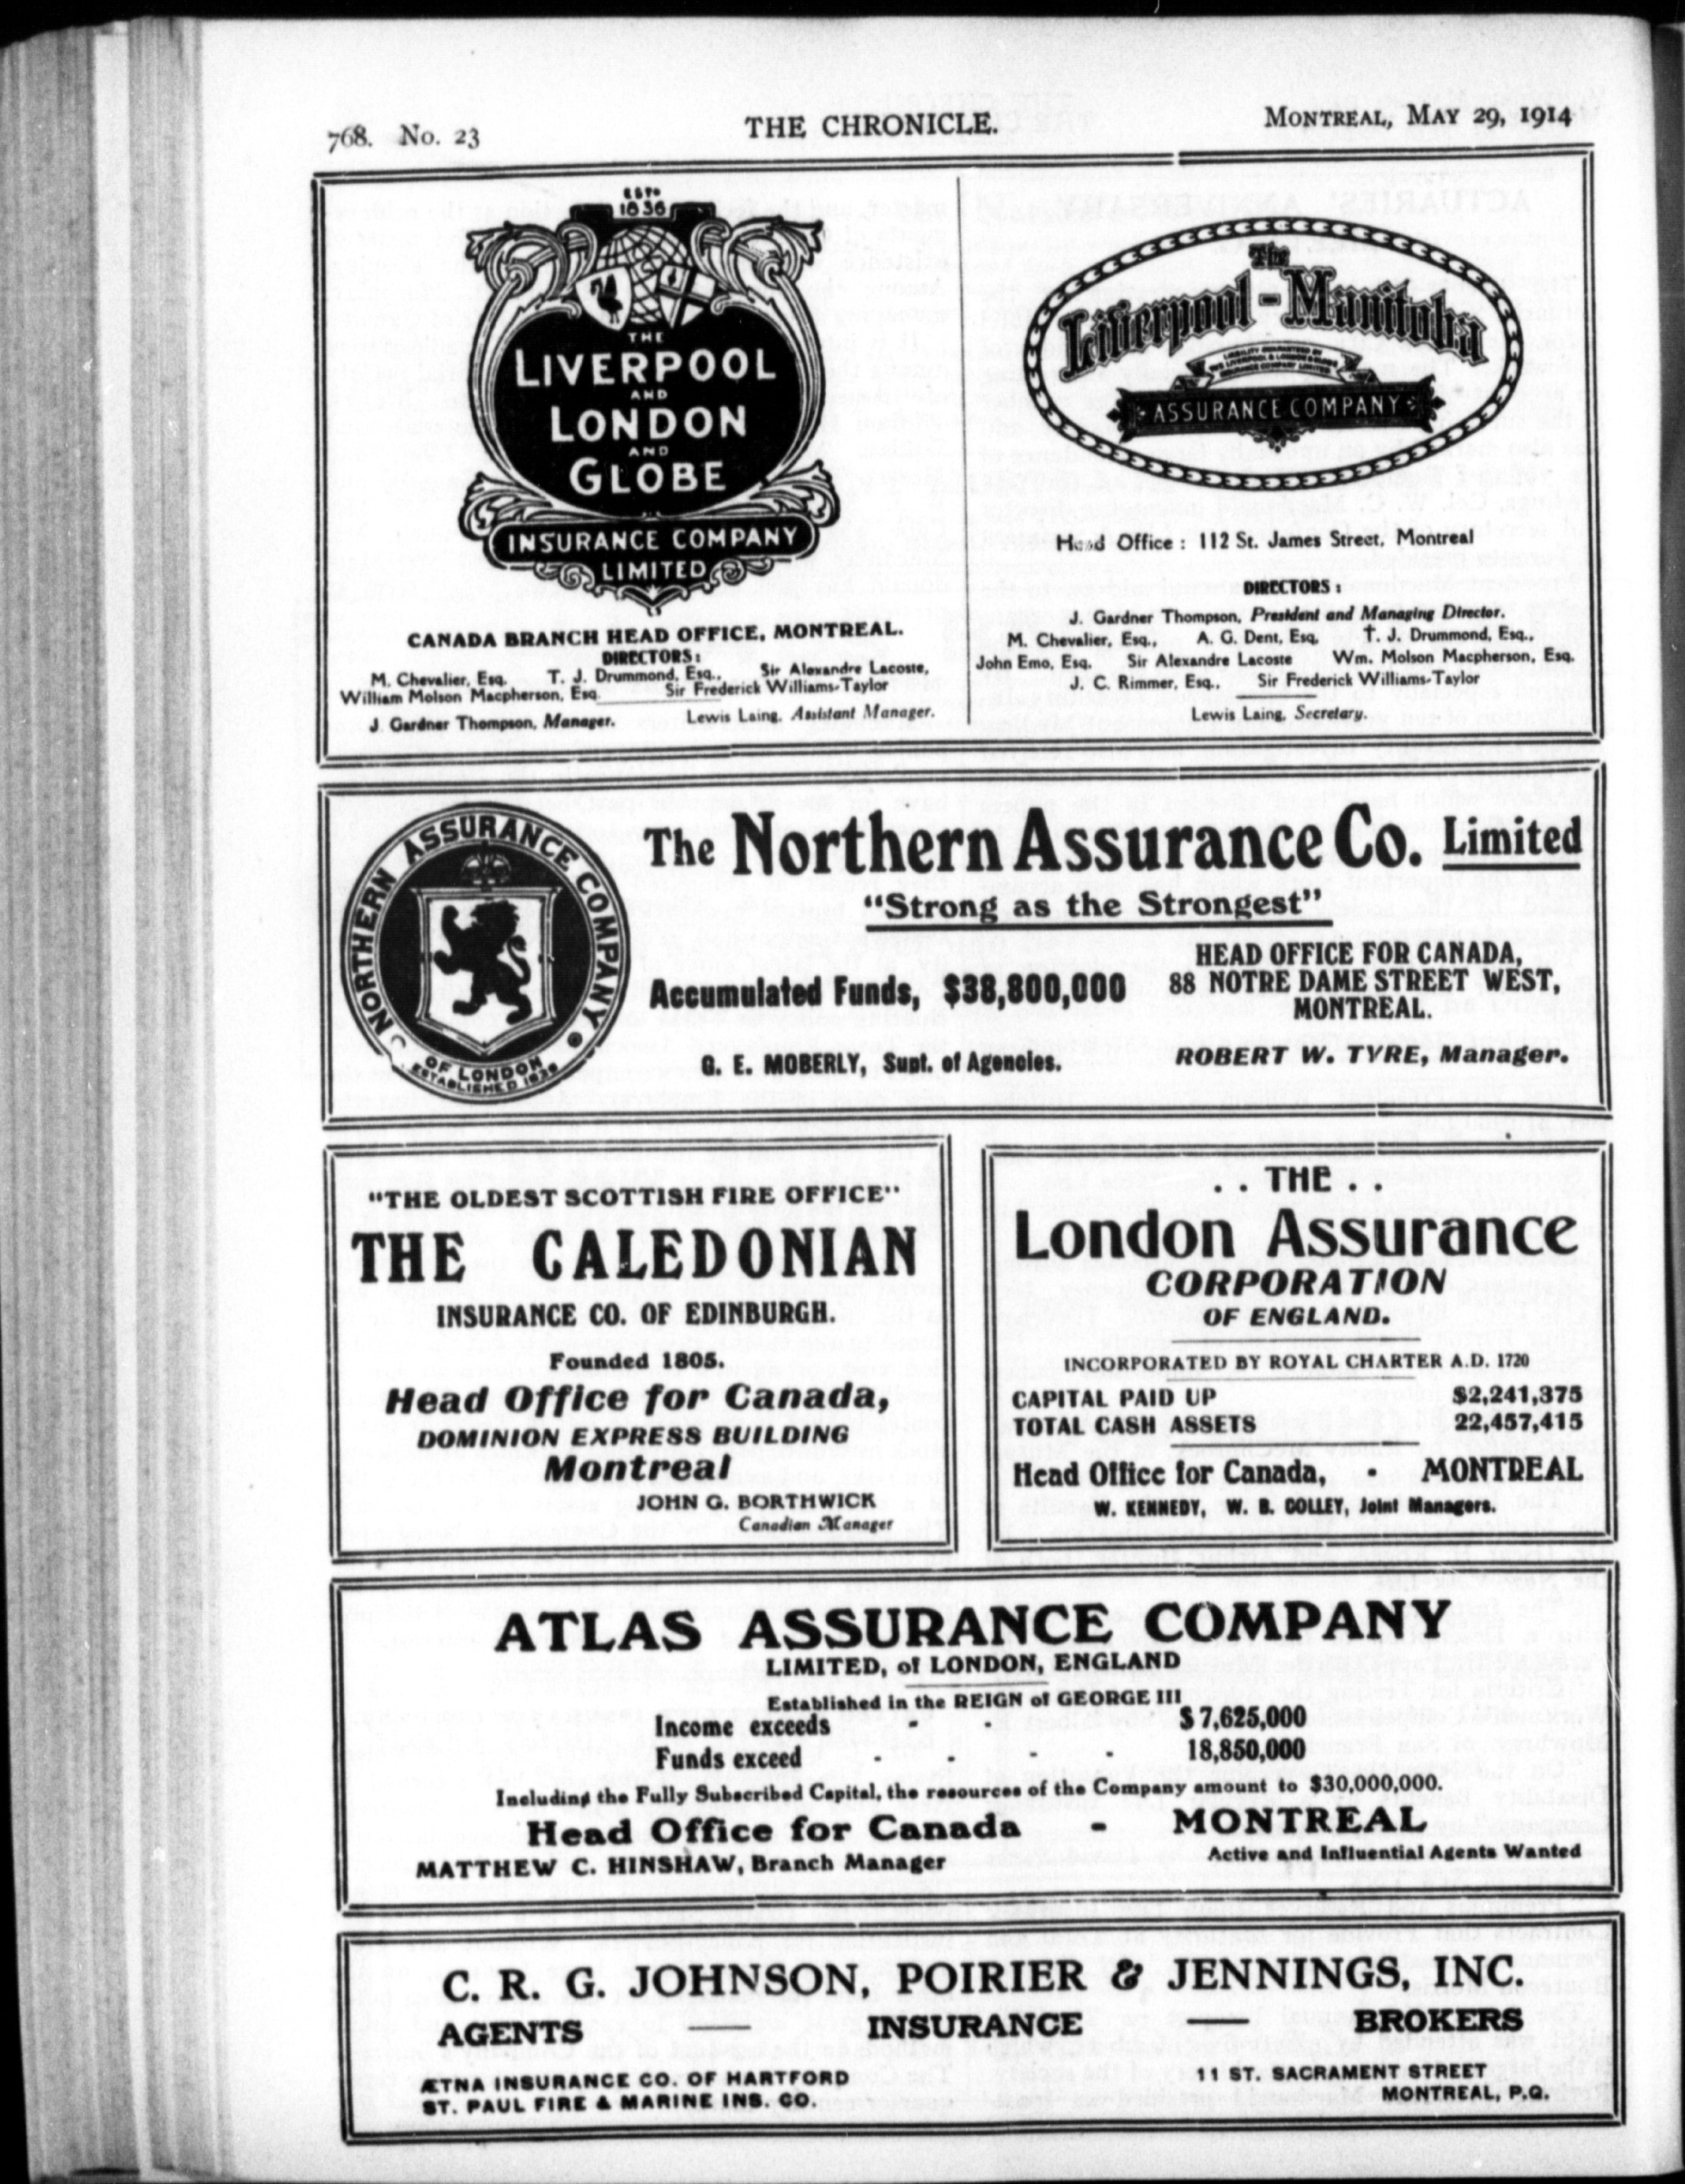 768. No. 23
THE CHRONICLE.
MONTREAL, MAY 29, 1914
ESTD
1836
THE
LIVERPOOL
AND
LONDON
AND
GLOBE
INSURANCE COMPANY
LIMITED
CANADA BRANCH HEAD OFFICE, MONTREAL.
DIRECTORS:
M. Chevalier, Esq. T. J. Drummond, Esq., Sir Alexandre Lacoste,
William Molson Macpherson, Esq. Sir Frederick Williams-Taylor
J. Gardner Thompson, Manager. Lewis Laing, Assistant Manager.
The
Liverpool-Manitoba
LIABILITY GUARANTEED BY
THE LIVERPOOL & LONDON & GLOBE
INSURANCE COMPANY LIMITED
ASSURANCE COMPANY
Head Office : 112 St. James Street, Montreal
DIRECTORS :
J. Gardner Thompson, President and Managing Director.
M. Chevalier, Esq., A. G. Dent, Esq. T. J. Drummond, Esq.,
John Emo, Esq. Sir Alexandre Lacoste Wm. Molson Macpherson, Esq.
J. C. Rimmer, Esq., Sir Frederick Williams-Taylor
Lewis Laing, Secretary.
NORTHERN ASSURANCE COMPANY
OF LONDON
ESTABLISHED 1836
The Northern Assurance Co. Limited
"Strong as the Strongest"
Accumulated Funds, $38,800,000
HEAD OFFICE FOR CANADA,
88 NOTRE DAME STREET WEST,
MONTREAL.
G. E. MOBERLY, Supt. of Agencies.
ROBERT W. TYRE, Manager.
"THE OLDEST SCOTTISH FIRE OFFICE"
THE CALEDONIAN
INSURANCE CO. OF EDINBURGH.
Founded 1805.
Head Office for Canada,
DOMINION EXPRESS BUILDING
Montreal
JOHN G. BORTHWICK
Canadian Manager
. . THE . .
London Assurance
CORPORATION
OF ENGLAND.
INCORPORATED BY ROYAL CHARTER A.D. 1720
CAPITAL PAID UP $2,241,375
TOTAL CASH ASSETS 22,457,415
Head Office for Canada, - MONTREAL
W. KENNEDY, W. B. COLLEY, Joint Managers.
ATLAS ASSURANCE COMPANY
LIMITED, of LONDON, ENGLAND
Established in the REIGN of GEORGE III
Income exceeds - - $7,625,000
Funds exceed - - - - 18,850,000
Including the Fully Subscribed Capital, the resources of the Company amount to $30,000,000.
Head Office for Canada - MONTREAL
MATTHEW C. HINSHAW, Branch Manager
Active and Influential Agents Wanted
C. R. G. JOHNSON, POIRIER & JENNINGS, INC.
AGENTS — INSURANCE — BROKERS
ÆTNA INSURANCE CO. OF HARTFORD
ST. PAUL FIRE & MARINE INS. CO.
11 ST. SACRAMENT STREET
MONTREAL, P.Q.